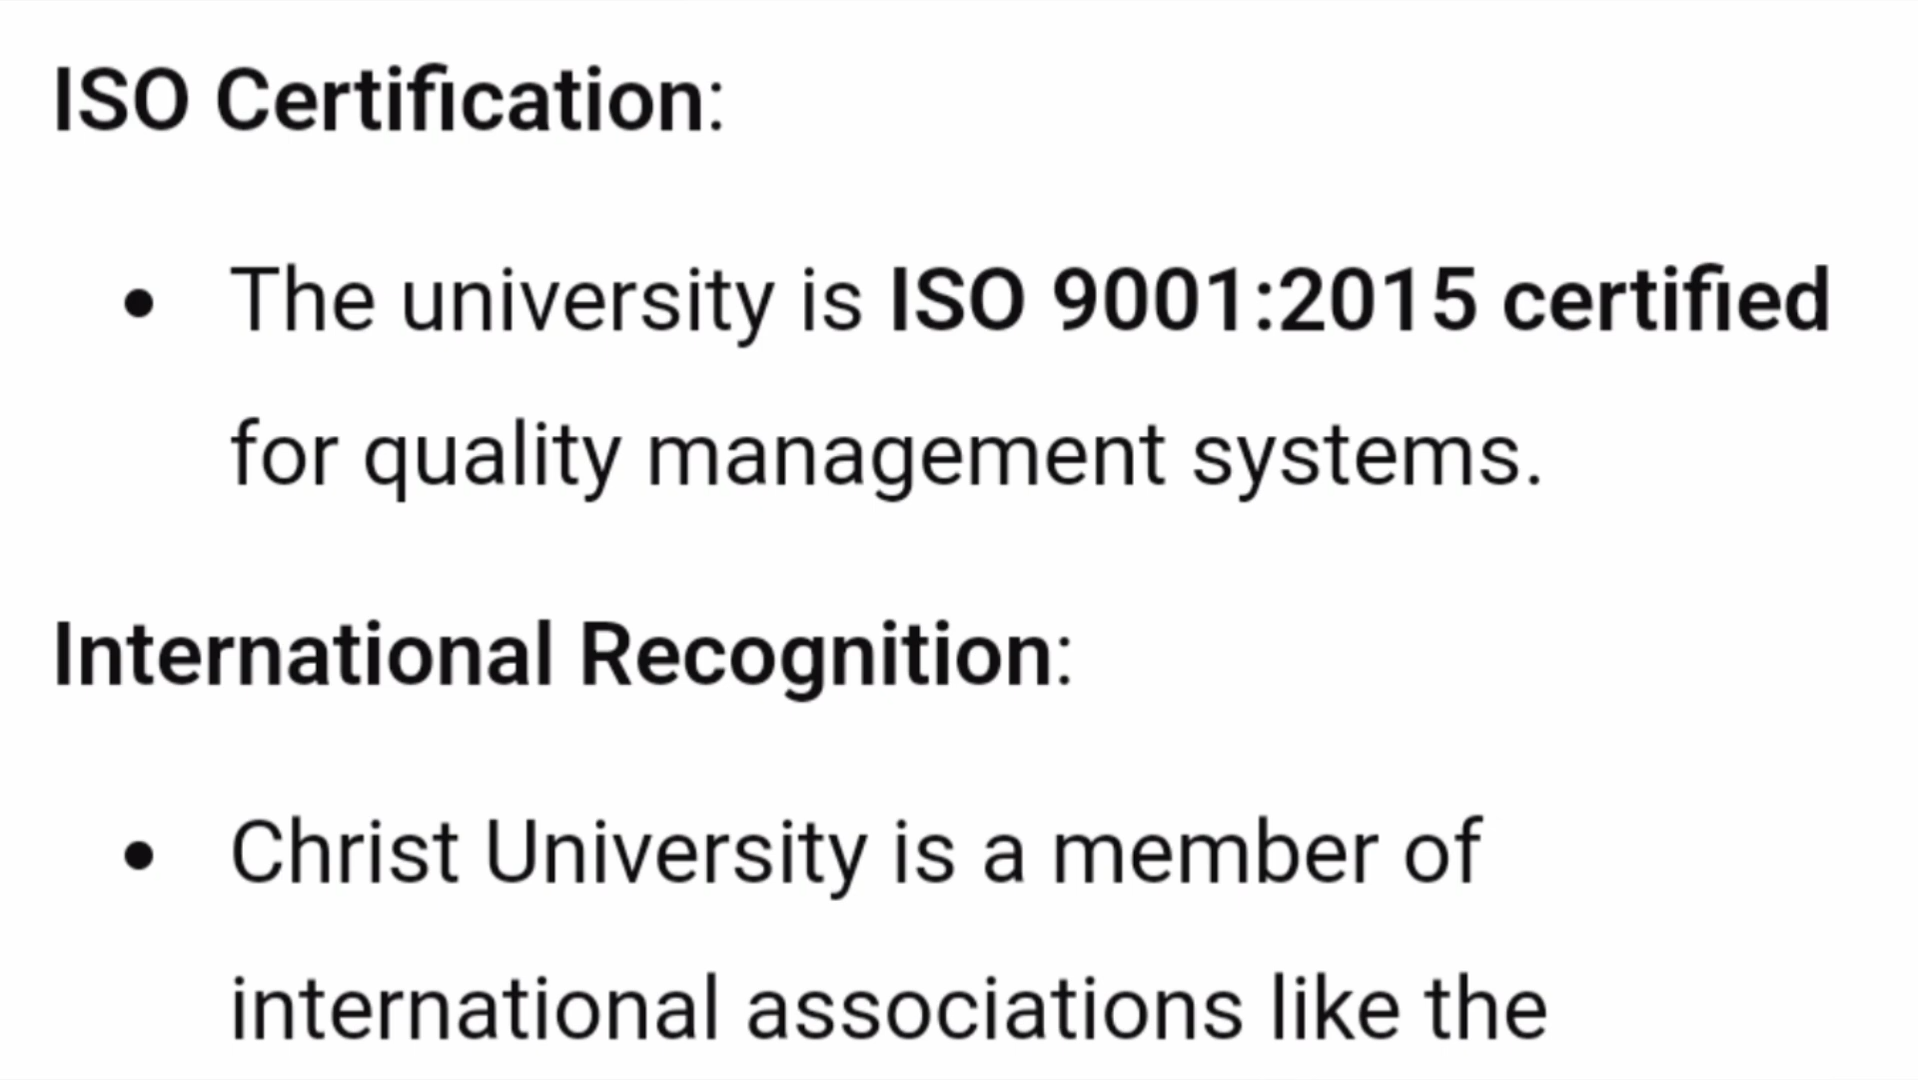 ISO Certification:
• The university is ISO 9001:2015 certified
for quality management systems.
International Recognition:
• Christ University is a member of
international associations like the